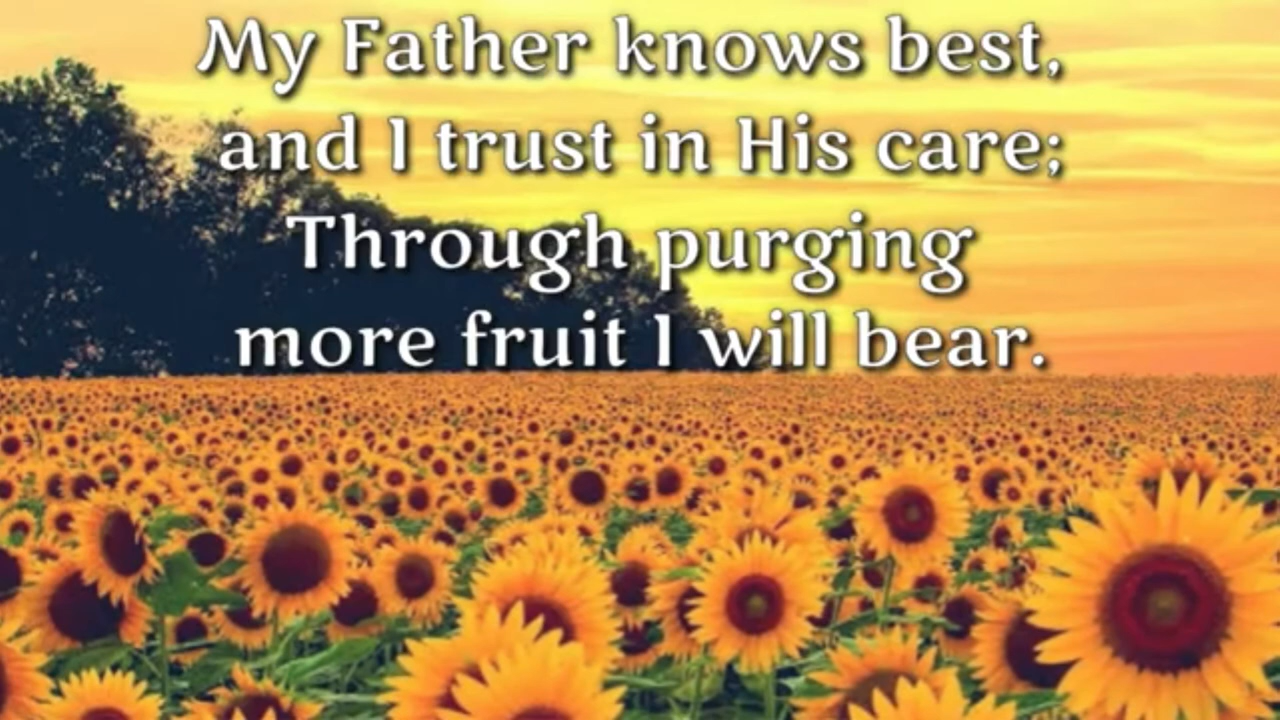 My Father knows best,
and I trust in His care;
Through purging
more fruit I will bear.